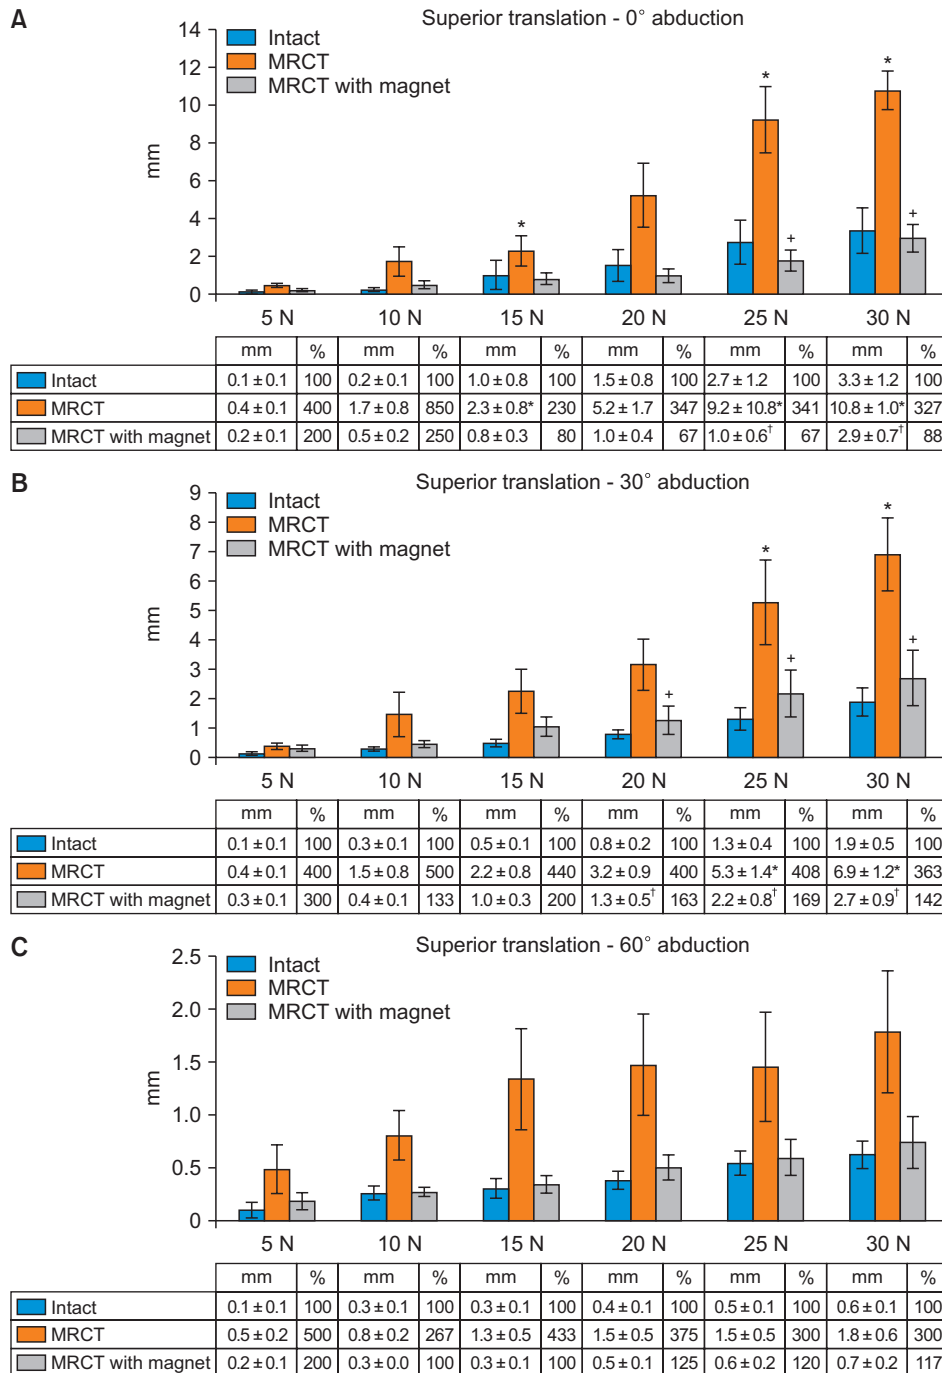 A
Superior translation - 0° abduction
Intact
MRCT
MRCT with magnet
mm
14
12
10
8
6
4
2
0
*
*
*
+
+
5 N 10 N 15 N 20 N 25 N 30 N
mm % mm % mm % mm % mm % mm %
Intact 0.1 ± 0.1 100 0.2 ± 0.1 100 1.0 ± 0.8 100 1.5 ± 0.8 100 2.7 ± 1.2 100 3.3 ± 1.2 100
MRCT 0.4 ± 0.1 400 1.7 ± 0.8 850 2.3 ± 0.8* 230 5.2 ± 1.7 347 9.2 ± 10.8* 341 10.8 ± 1.0* 327
MRCT with magnet 0.2 ± 0.1 200 0.5 ± 0.2 250 0.8 ± 0.3 80 1.0 ± 0.4 67 1.0 ± 0.6† 67 2.9 ± 0.7† 88
B
Superior translation - 30° abduction
Intact
MRCT
MRCT with magnet
mm
9
8
7
6
5
4
3
2
1
0
*
*
+
+
+
5 N 10 N 15 N 20 N 25 N 30 N
mm % mm % mm % mm % mm % mm %
Intact 0.1 ± 0.1 100 0.3 ± 0.1 100 0.5 ± 0.1 100 0.8 ± 0.2 100 1.3 ± 0.4 100 1.9 ± 0.5 100
MRCT 0.4 ± 0.1 400 1.5 ± 0.8 500 2.2 ± 0.8 440 3.2 ± 0.9 400 5.3 ± 1.4* 408 6.9 ± 1.2* 363
MRCT with magnet 0.3 ± 0.1 300 0.4 ± 0.1 133 1.0 ± 0.3 200 1.3 ± 0.5† 163 2.2 ± 0.8† 169 2.7 ± 0.9† 142
C
Superior translation - 60° abduction
Intact
MRCT
MRCT with magnet
mm
2.5
2.0
1.5
1.0
0.5
0
5 N 10 N 15 N 20 N 25 N 30 N
mm % mm % mm % mm % mm % mm %
Intact 0.1 ± 0.1 100 0.3 ± 0.1 100 0.3 ± 0.1 100 0.4 ± 0.1 100 0.5 ± 0.1 100 0.6 ± 0.1 100
MRCT 0.5 ± 0.2 500 0.8 ± 0.2 267 1.3 ± 0.5 433 1.5 ± 0.5 375 1.5 ± 0.5 300 1.8 ± 0.6 300
MRCT with magnet 0.2 ± 0.1 200 0.3 ± 0.0 100 0.3 ± 0.1 100 0.5 ± 0.1 125 0.6 ± 0.2 120 0.7 ± 0.2 117